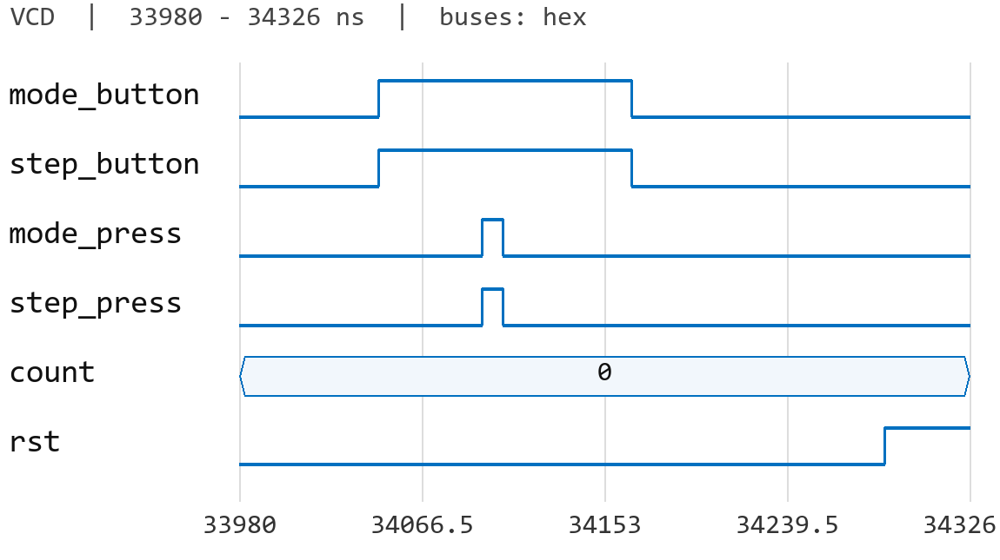 VCD | 33980 - 34326 ns | buses: hex
mode_button
step_button
mode_press
step_press
count
0
rst
33980 34066.5 34153 34239.5 34326